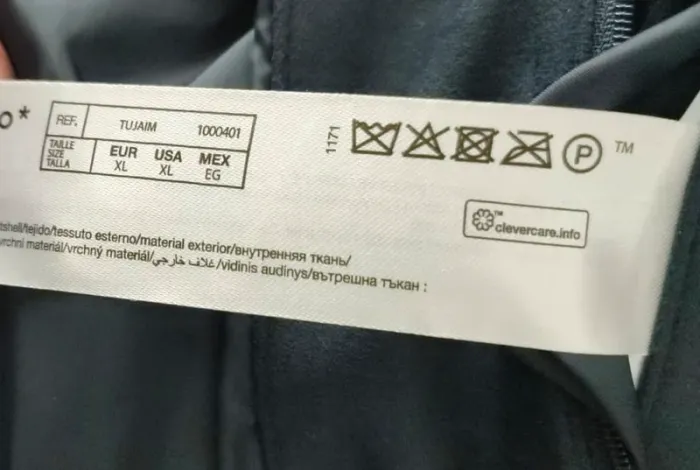 o*
REF. TUJAIM 1000401
TAILLE SIZE TALLA
EUR USA MEX
XL XL EG
1171
P ™
clevercare.info
shell/tejido/tessuto esterno/material exterior/внутренняя ткань/
vrchní materiál/vrchný materiál/غلاف خارجي/vidinis audinys/вътрешна тъкан :